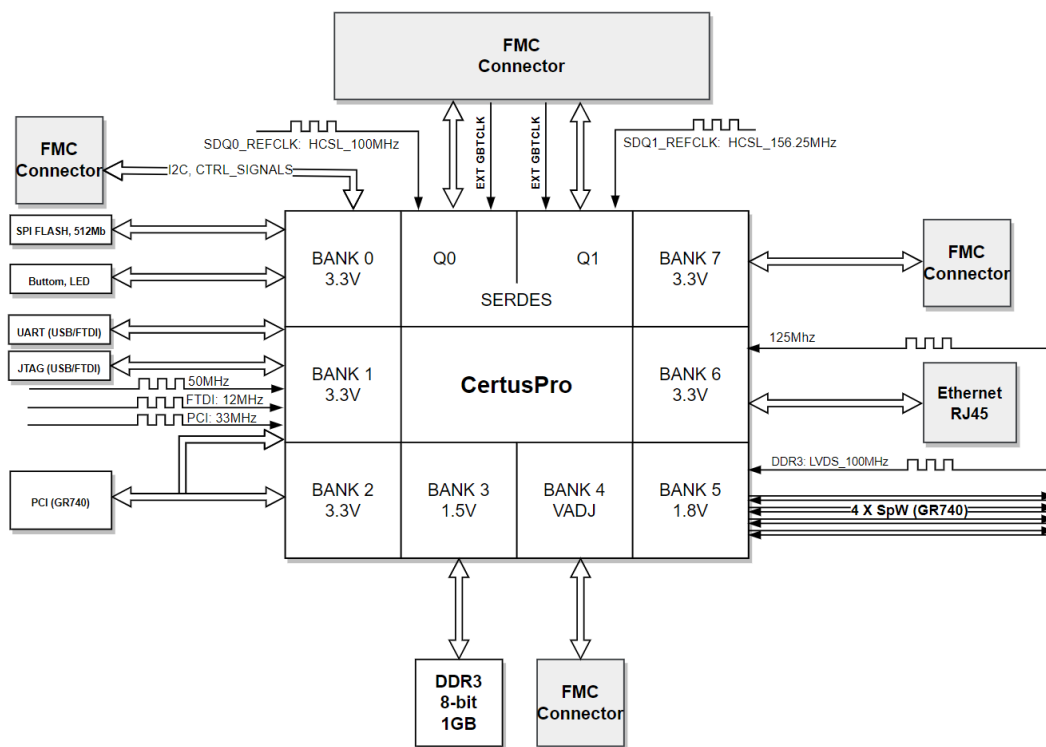 FMC
Connector
SDQ0_REFCLK: HCSL_100MHz
EXT GBTCLK
EXT GBTCLK
SDQ1_REFCLK: HCSL_156.25MHz
FMC
Connector
I2C, CTRL_SIGNALS
SPI FLASH, 512Mb
Buttom, LED
UART (USB/FTDI)
JTAG (USB/FTDI)
50MHz
FTDI: 12MHz
PCI: 33MHz
PCI (GR740)
BANK 0
3.3V
Q0
Q1
SERDES
BANK 7
3.3V
BANK 1
3.3V
CertusPro
BANK 6
3.3V
BANK 2
3.3V
BANK 3
1.5V
BANK 4
VADJ
BANK 5
1.8V
FMC
Connector
125Mhz
Ethernet
RJ45
DDR3: LVDS_100MHz
4 X SpW (GR740)
DDR3
8-bit
1GB
FMC
Connector